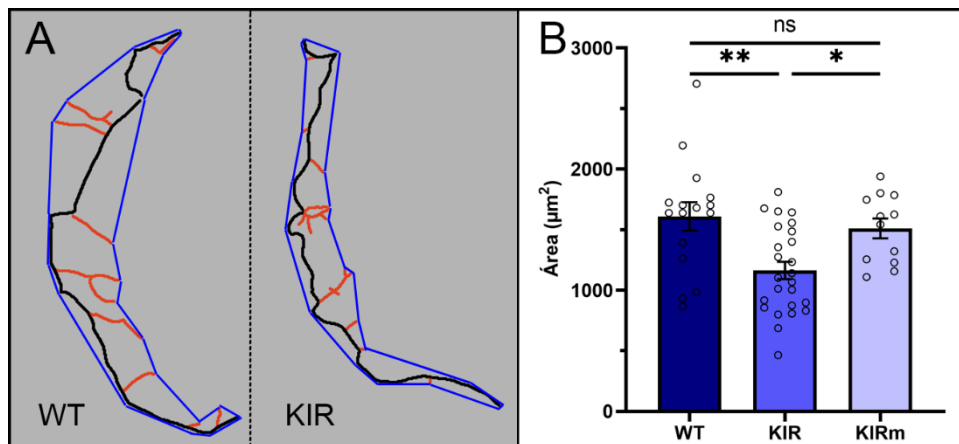 A
WT
KIR
B
ns
** *
3000
2000
1000
0
Área (µm²)
WT KIR KIRm